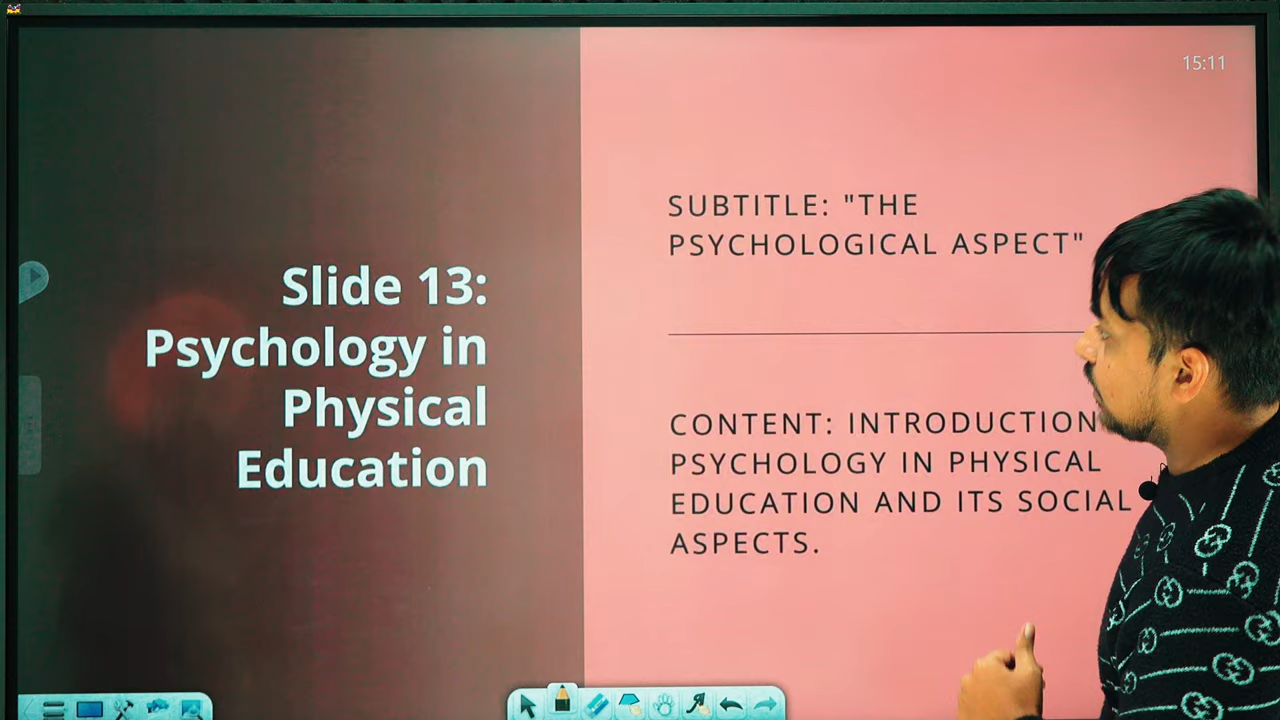 15:11
Slide 13:
Psychology in
Physical
Education
SUBTITLE: "THE
PSYCHOLOGICAL ASPECT"
CONTENT: INTRODUCTION
PSYCHOLOGY IN PHYSICAL
EDUCATION AND ITS SOCIAL
ASPECTS.